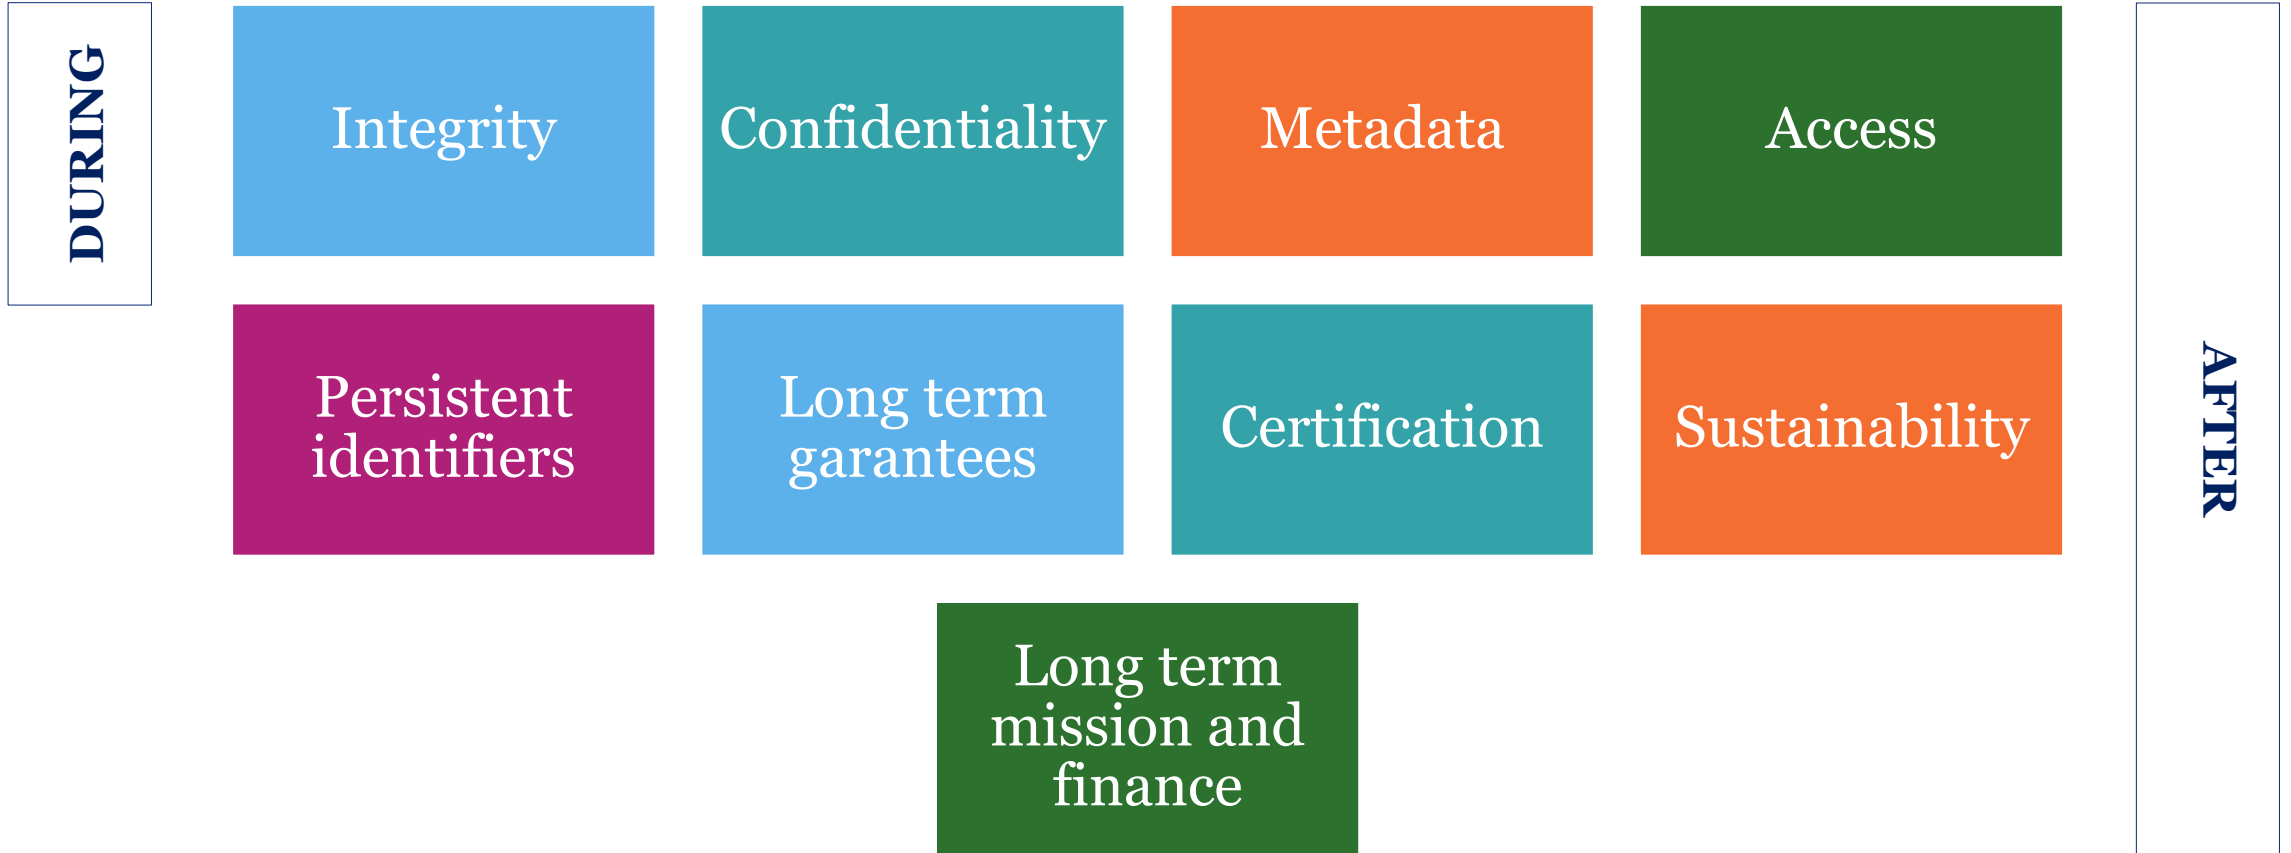 DURING
Integrity
Confidentiality
Metadata
Access
Persistent
identifiers
Long term
garantees
Certification
Sustainability
Long term
mission and
finance
AFTER